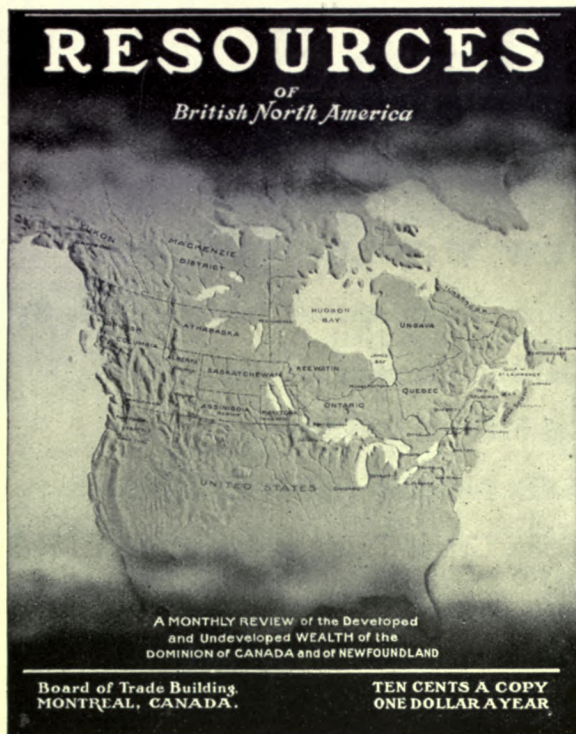 RESOURCES
OF
British North America
YUKON
MACKENZIE
DISTRICT
HUDSON
BAY
UNGAVA
ATHABASKA
COLUMBIA
SASKATCHEWAN
KEEWATIN
JAMES
BAY
QUEBEC
ASSINIBOIA
ONTARIO
UNITED STATES
A MONTHLY REVIEW of the Developed
and Undeveloped WEALTH of the
DOMINION of CANADA and of NEWFOUNDLAND
Board of Trade Building,
MONTREAL, CANADA.
TEN CENTS A COPY
ONE DOLLAR A YEAR